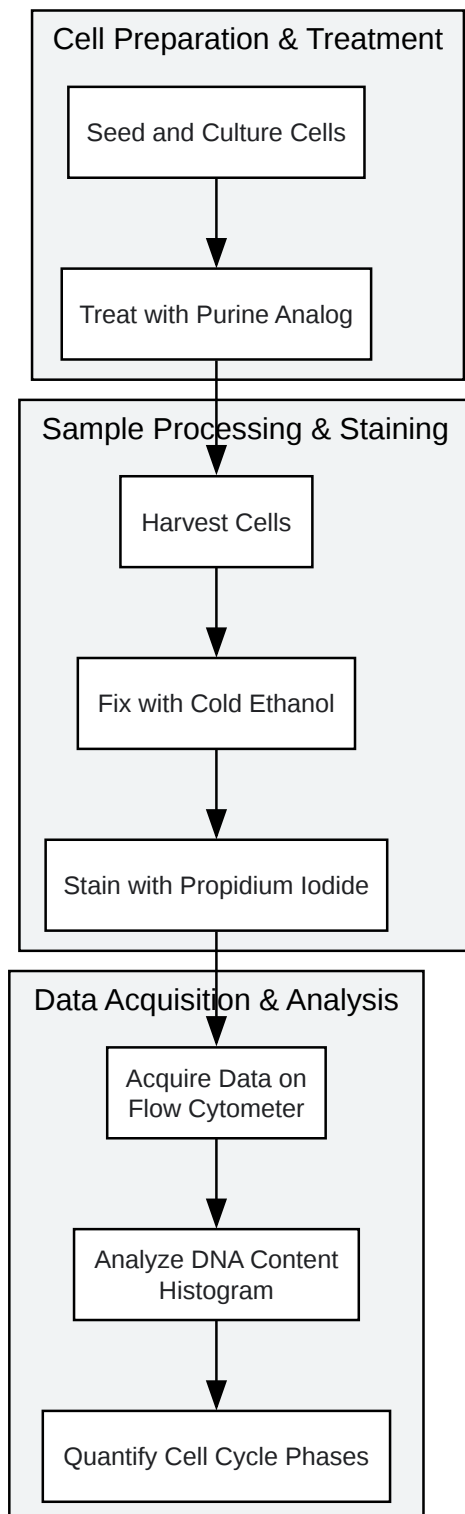 Cell Preparation & Treatment
Seed and Culture Cells
Treat with Purine Analog
Sample Processing & Staining
Harvest Cells
Fix with Cold Ethanol
Stain with Propidium Iodide
Data Acquisition & Analysis
Acquire Data on
Flow Cytometer
Analyze DNA Content
Histogram
Quantify Cell Cycle Phases